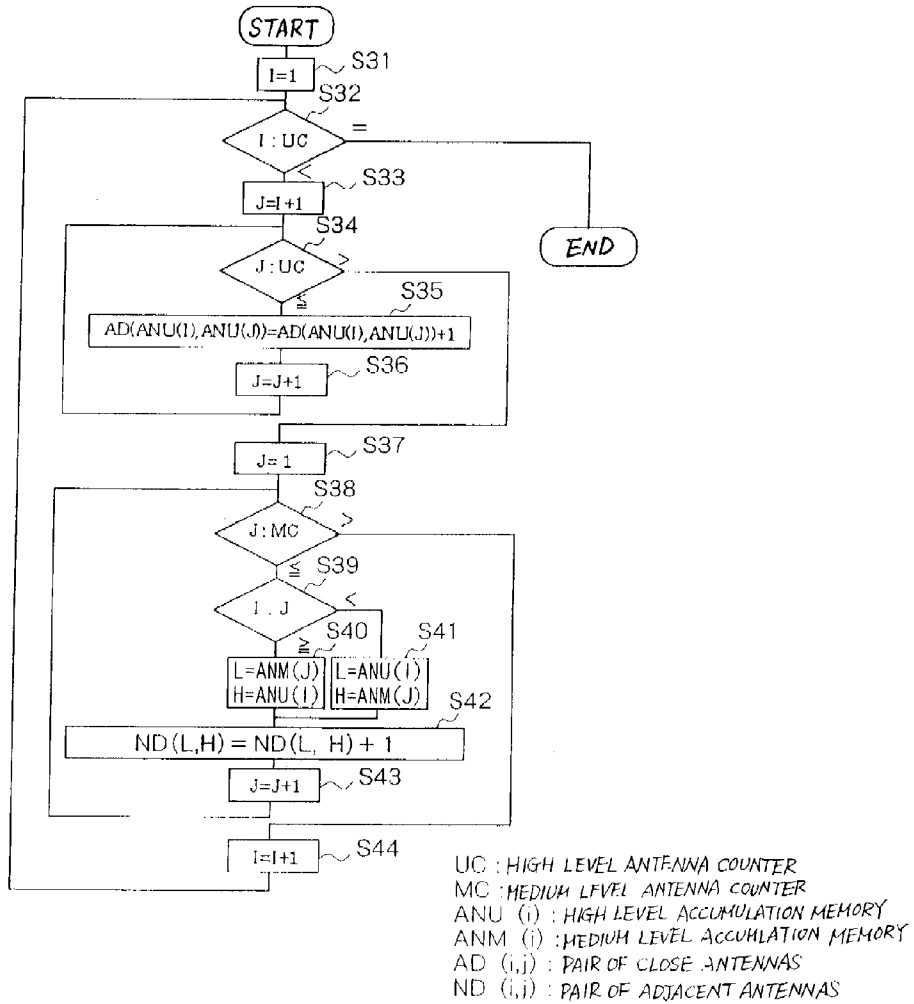 START
S31
I=1
S32
I : UC
=
<
S33
J=I+1
S34
J : UC
>
≦
S35
AD(ANU(I),ANU(J))=AD(ANU(I),ANU(J))+1
S36
J=J+1
END
S37
J=1
S38
J : MC
>
≦
S39
I : J
<
≧
S40
L=ANM(J)
H=ANU(I)
S41
L=ANU(I)
H=ANM(J)
S42
ND(L,H) = ND(L, H) + 1
S43
J=J+1
S44
I=I+1
UC : HIGH LEVEL ANTENNA COUNTER
MC : MEDIUM LEVEL ANTENNA COUNTER
ANU (i) : HIGH LEVEL ACCUMULATION MEMORY
ANM (i) : MEDIUM LEVEL ACCUMLATION MEMORY
AD (i,j) : PAIR OF CLOSE ANTENNAS
ND (i,j) : PAIR OF ADJACENT ANTENNAS